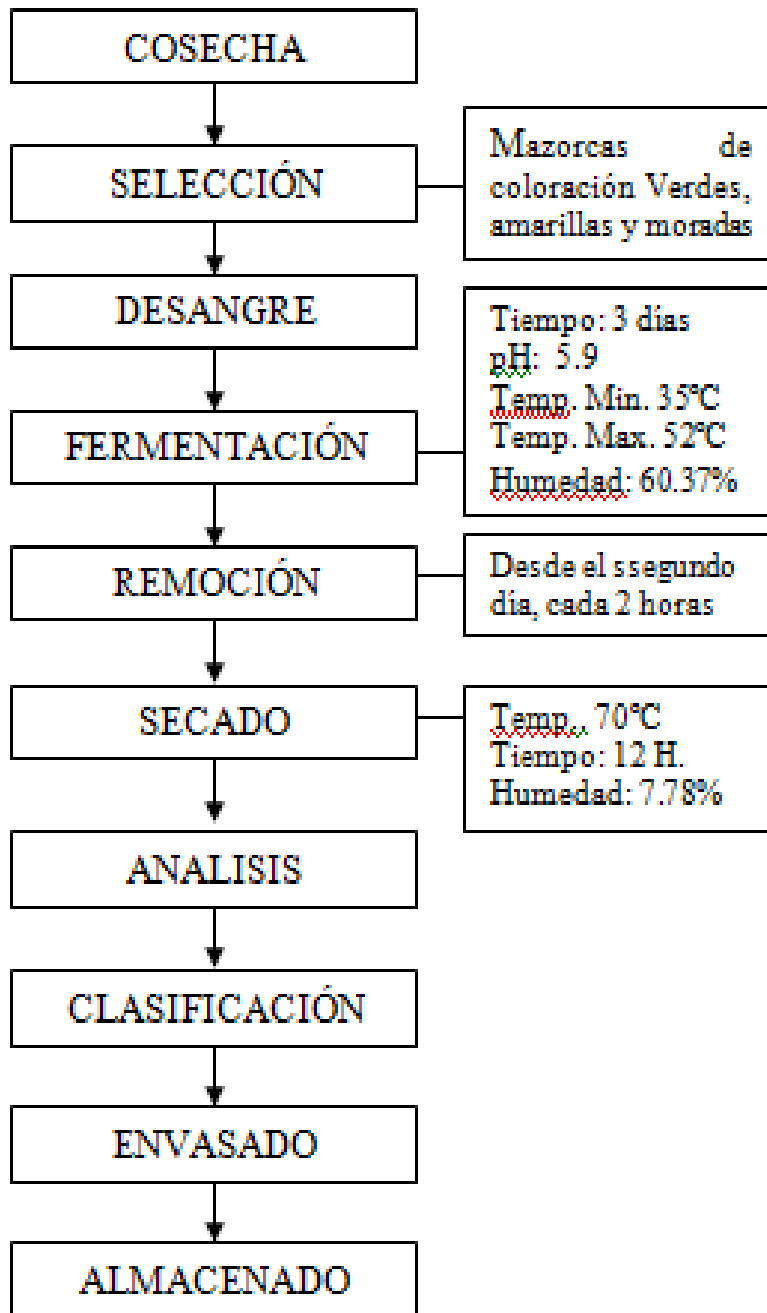 COSECHA
SELECCIÓN
Mazorcas de
coloración Verdes,
amarillas y moradas
DESANGRE
FERMENTACIÓN
Tiempo: 3 días
pH: 5.9
Temp. Min. 35°C
Temp. Max. 52°C
Humedad: 60.37%
REMOCIÓN
Desde el ssegundo
día, cada 2 horas
SECADO
Temp., 70°C
Tiempo: 12 H.
Humedad: 7.78%
ANALISIS
CLASIFICACIÓN
ENVASADO
ALMACENADO